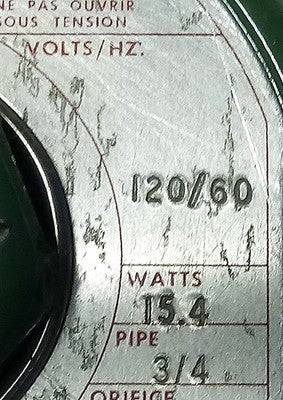 NE PAS OUVRIR
SOUS TENSION
VOLTS/HZ.
120/60
WATTS
15.4
PIPE
3/4
ORIFICE